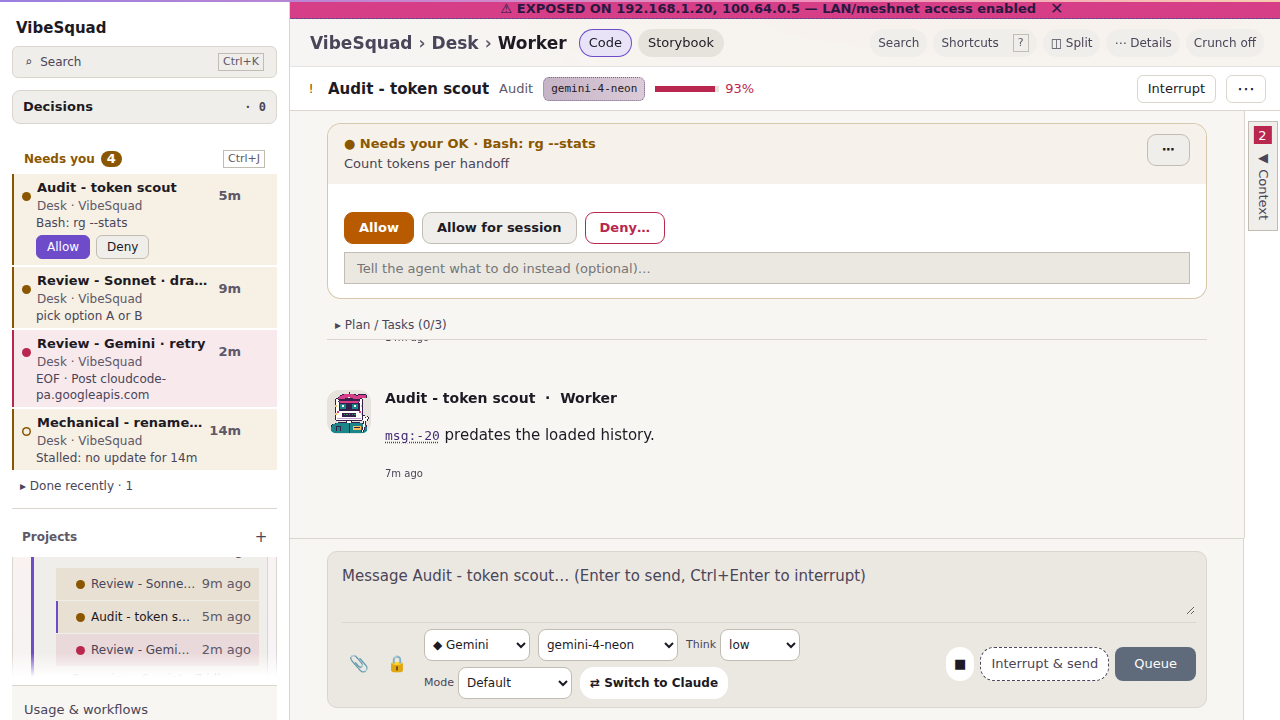 ⚠ EXPOSED ON 192.168.1.20, 100.64.0.5 — LAN/meshnet access enabled ✕
VibeSquad
Search Ctrl+K
Decisions · 0
Needs you 4 Ctrl+J
Audit - token scout 5m
Desk · VibeSquad
Bash: rg --stats
Allow Deny
Review - Sonnet · dra… 9m
Desk · VibeSquad
pick option A or B
Review - Gemini · retry 2m
Desk · VibeSquad
EOF · Post cloudcode-
pa.googleapis.com
Mechanical - rename… 14m
Desk · VibeSquad
Stalled: no update for 14m
▸ Done recently · 1
Projects +
Review - Sonne… 9m ago
Audit - token s… 5m ago
Review - Gemi… 2m ago
Usage & workflows
VibeSquad › Desk › Worker Code Storybook Search Shortcuts ? Split ··· Details Crunch off
! Audit - token scout Audit gemini-4-neon 93% Interrupt ···
● Needs your OK · Bash: rg --stats ···
Count tokens per handoff
Allow Allow for session Deny…
Tell the agent what to do instead (optional)…
▸ Plan / Tasks (0/3)
Audit - token scout · Worker
msg:-20 predates the loaded history.
7m ago
Message Audit - token scout… (Enter to send, Ctrl+Enter to interrupt)
◆ Gemini gemini-4-neon Think low
Mode Default ⇄ Switch to Claude
■ Interrupt & send Queue
2 ◀ Context